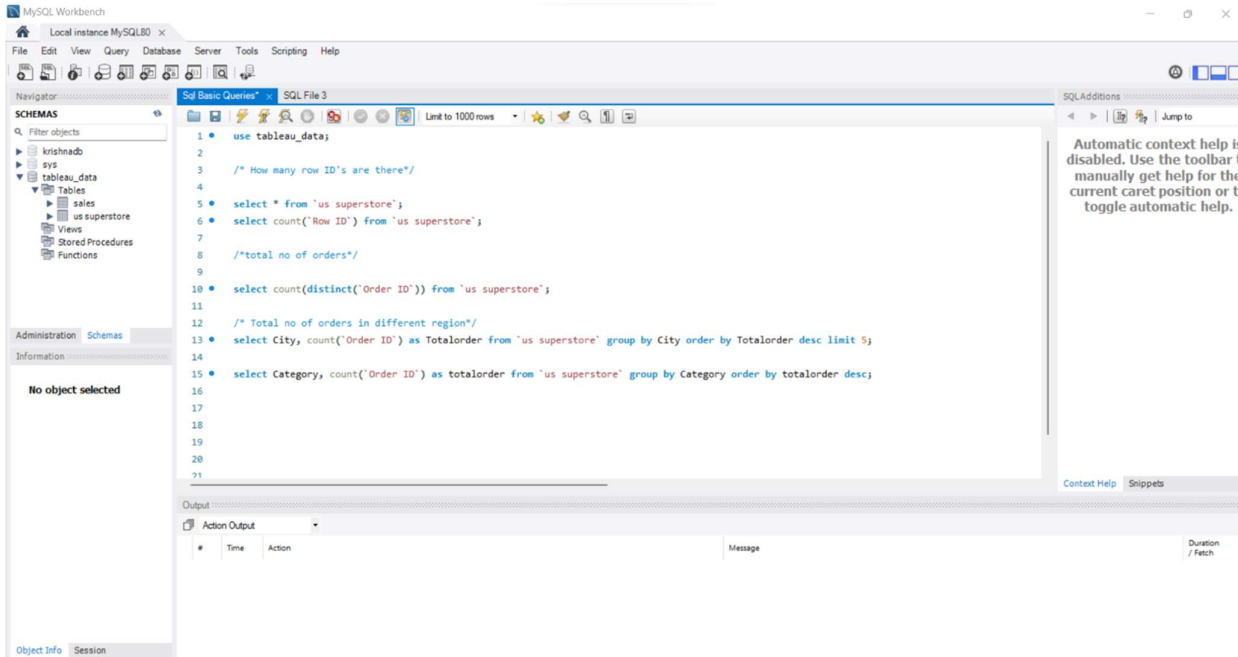 MySQL Workbench
Local instance MySQL80 ×
File Edit View Query Database Server Tools Scripting Help
Navigator
SCHEMAS
Filter objects
krishnadb
sys
tableau_data
Tables
sales
us superstore
Views
Stored Procedures
Functions
Administration Schemas
Information
No object selected
Object Info Session
Sql Basic Queries* × SQL File 3
Limit to 1000 rows
1 use tableau_data;
2
3 /* How many row ID's are there*/
4
5 select * from `us superstore`;
6 select count(`Row ID`) from `us superstore`;
7
8 /*total no of orders*/
9
10 select count(distinct(`Order ID`)) from `us superstore`;
11
12 /* Total no of orders in different region*/
13 select City, count(`Order ID`) as Totalorder from `us superstore` group by City order by Totalorder desc limit 5;
14
15 select Category, count(`Order ID`) as totalorder from `us superstore` group by Category order by totalorder desc;
16
17
18
19
20
21
Output
Action Output
# Time Action Message Duration / Fetch
SQLAdditions
Jump to
Automatic context help is
disabled. Use the toolbar
manually get help for the
current caret position or
toggle automatic help.
Context Help Snippets